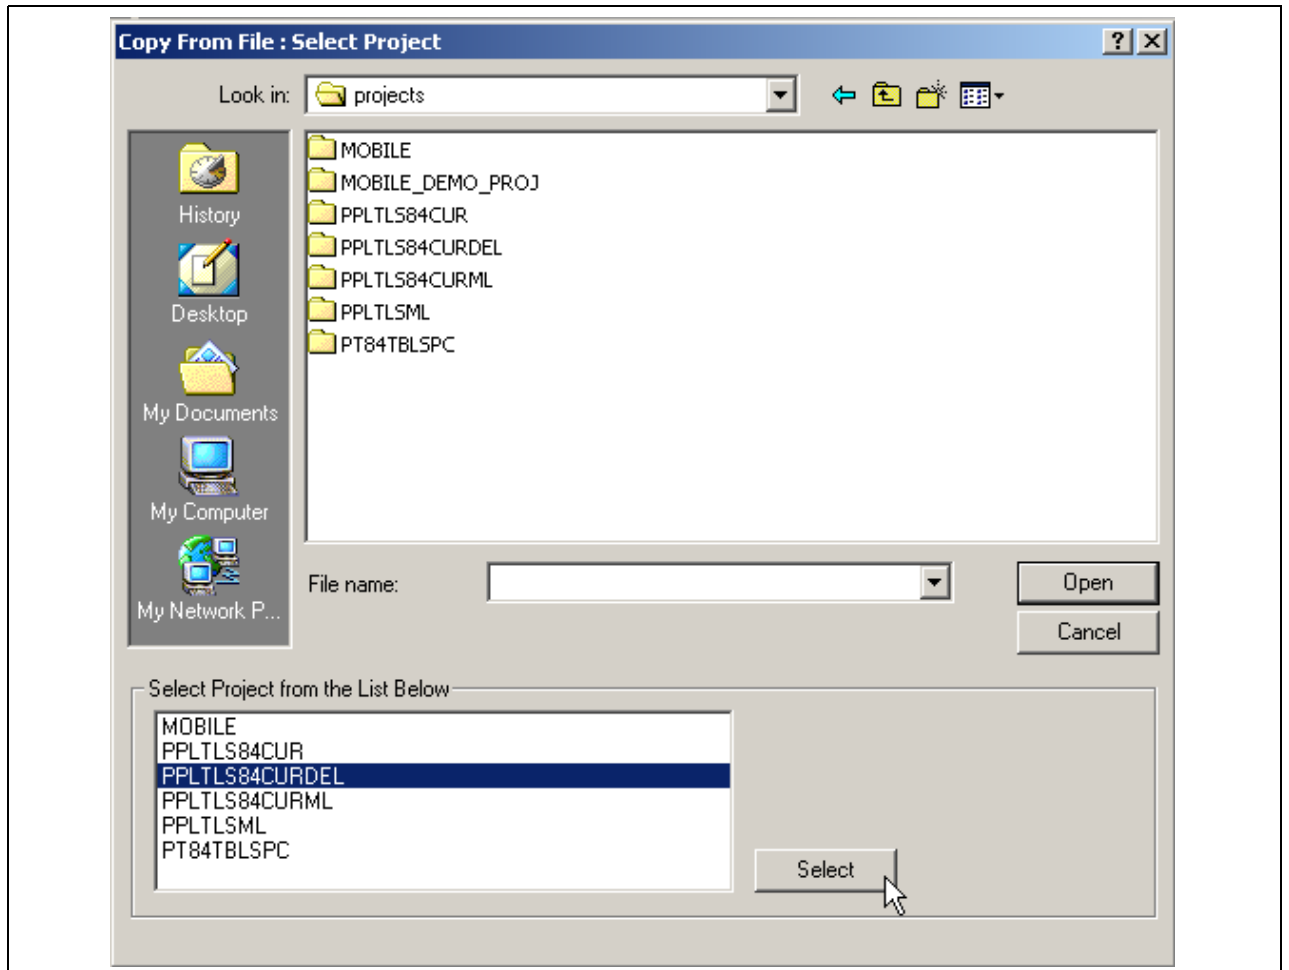 Copy From File : Select Project
Look in:
projects
History
Desktop
My Documents
My Computer
My Network P...
MOBILE
MOBILE_DEMO_PROJ
PPLTLS84CUR
PPLTLS84CURDEL
PPLTLS84CURML
PPLTLSML
PT84TBLSPC
File name:
Open
Cancel
Select Project from the List Below
MOBILE
PPLTLS84CUR
PPLTLS84CURDEL
PPLTLS84CURML
PPLTLSML
PT84TBLSPC
Select